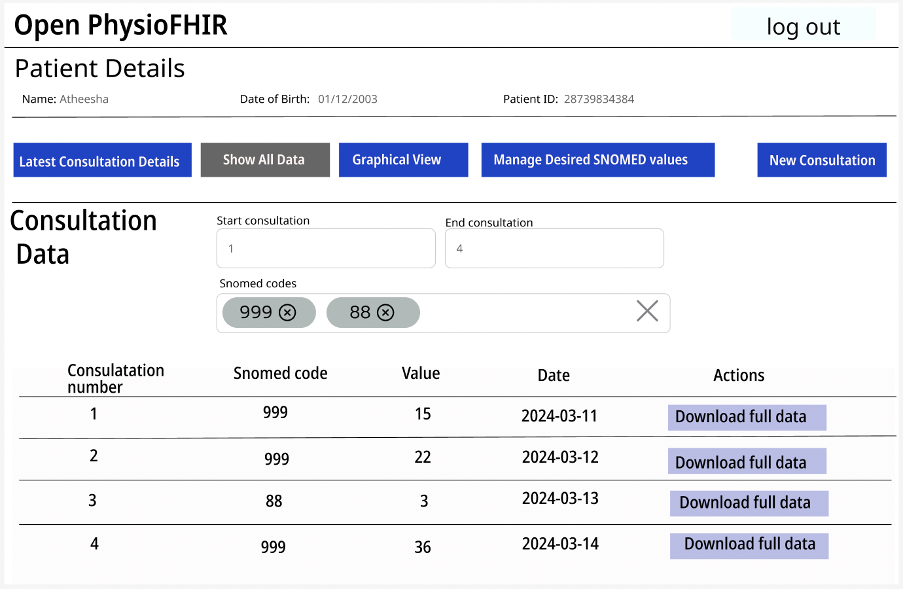 Open PhysioFHIR
log out
Patient Details
Name: Atheesha Date of Birth: 01/12/2003 Patient ID: 28739834384
Latest Consultation Details Show All Data Graphical View Manage Desired SNOMED values New Consultation
Consultation
Data
Start consultation End consultation
1 4
Snomed codes
999 88
Consulatation
number Snomed code Value Date Actions
1 999 15 2024-03-11 Download full data
2 999 22 2024-03-12 Download full data
3 88 3 2024-03-13 Download full data
4 999 36 2024-03-14 Download full data